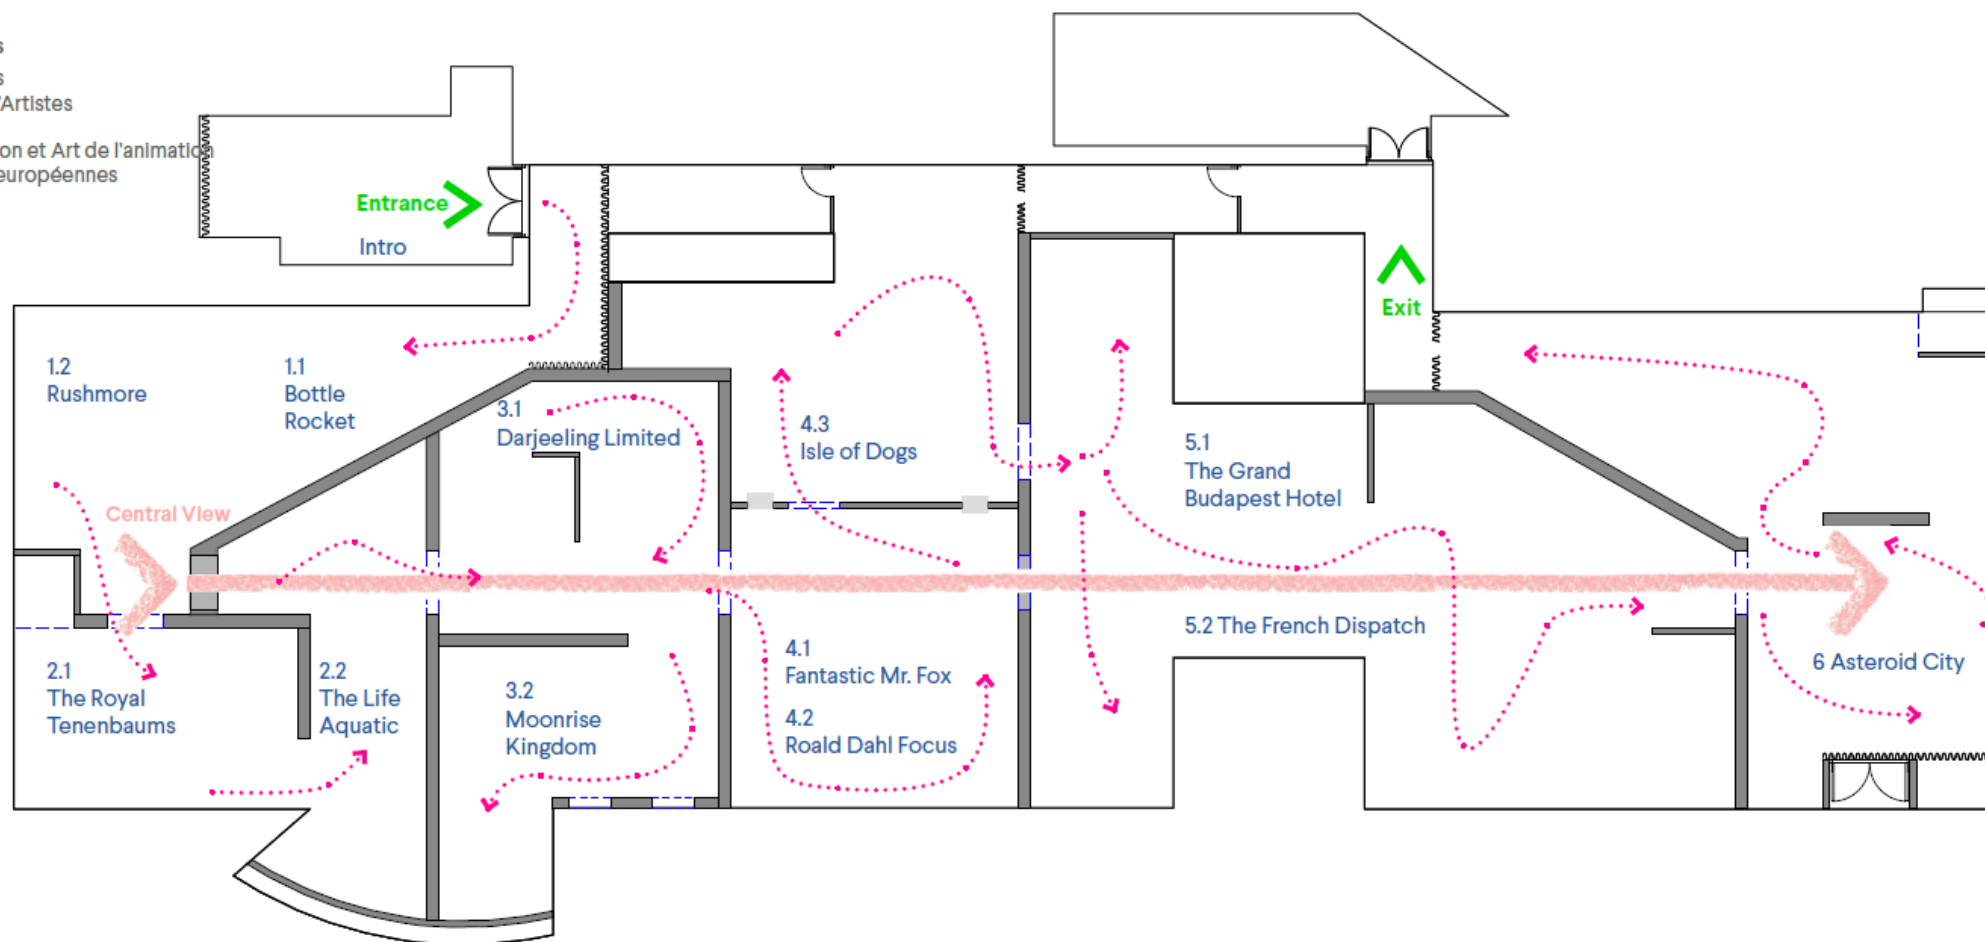 'Artistes
on et Art de l'animation
européennes
Entrance
Intro
Exit
1.2
Rushmore
1.1
Bottle
Rocket
3.1
Darjeeling Limited
4.3
Isle of Dogs
5.1
The Grand
Budapest Hotel
Central View
2.1
The Royal
Tenenbaums
2.2
The Life
Aquatic
3.2
Moonrise
Kingdom
4.1
Fantastic Mr. Fox
4.2
Roald Dahl Focus
5.2 The French Dispatch
6 Asteroid City